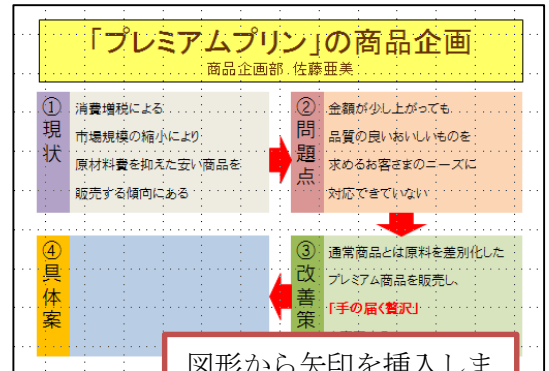 「プレミアムプリン」の商品企画
商品企画部 佐藤亜美
①現状
消費増税による
市場規模の縮小により
原材料費を抑えた安い商品を
販売する傾向にある
②問題点
金額が少し上がっても
品質の良いおいしいものを
求めるお客さまのニーズに
対応できていない
③改善策
通常商品とは原料を差別化した
プレミアム商品を販売し、
「手の届く贅沢」
④具体案
図形から矢印を挿入しま